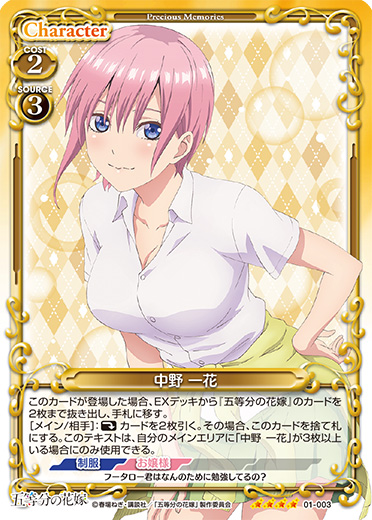 Precious Memories
Character
COST
2
SOURCE
3
中野 一花
このカードが登場した場合、EXデッキから『五等分の花嫁』のカードを
2枚まで抜き出し、手札に移す。
[メイン/相手]:カードを2枚引く。その場合、このカードを捨て札
にする。このテキストは、自分のメインエリアに「中野 一花」が3枚以上
いる場合にのみ使用できる。
制服 お嬢様
フータロー君はなんのために勉強してるの?
五等分の花嫁
★★★★ 01-003
©春場ねぎ・講談社/「五等分の花嫁」製作委員会